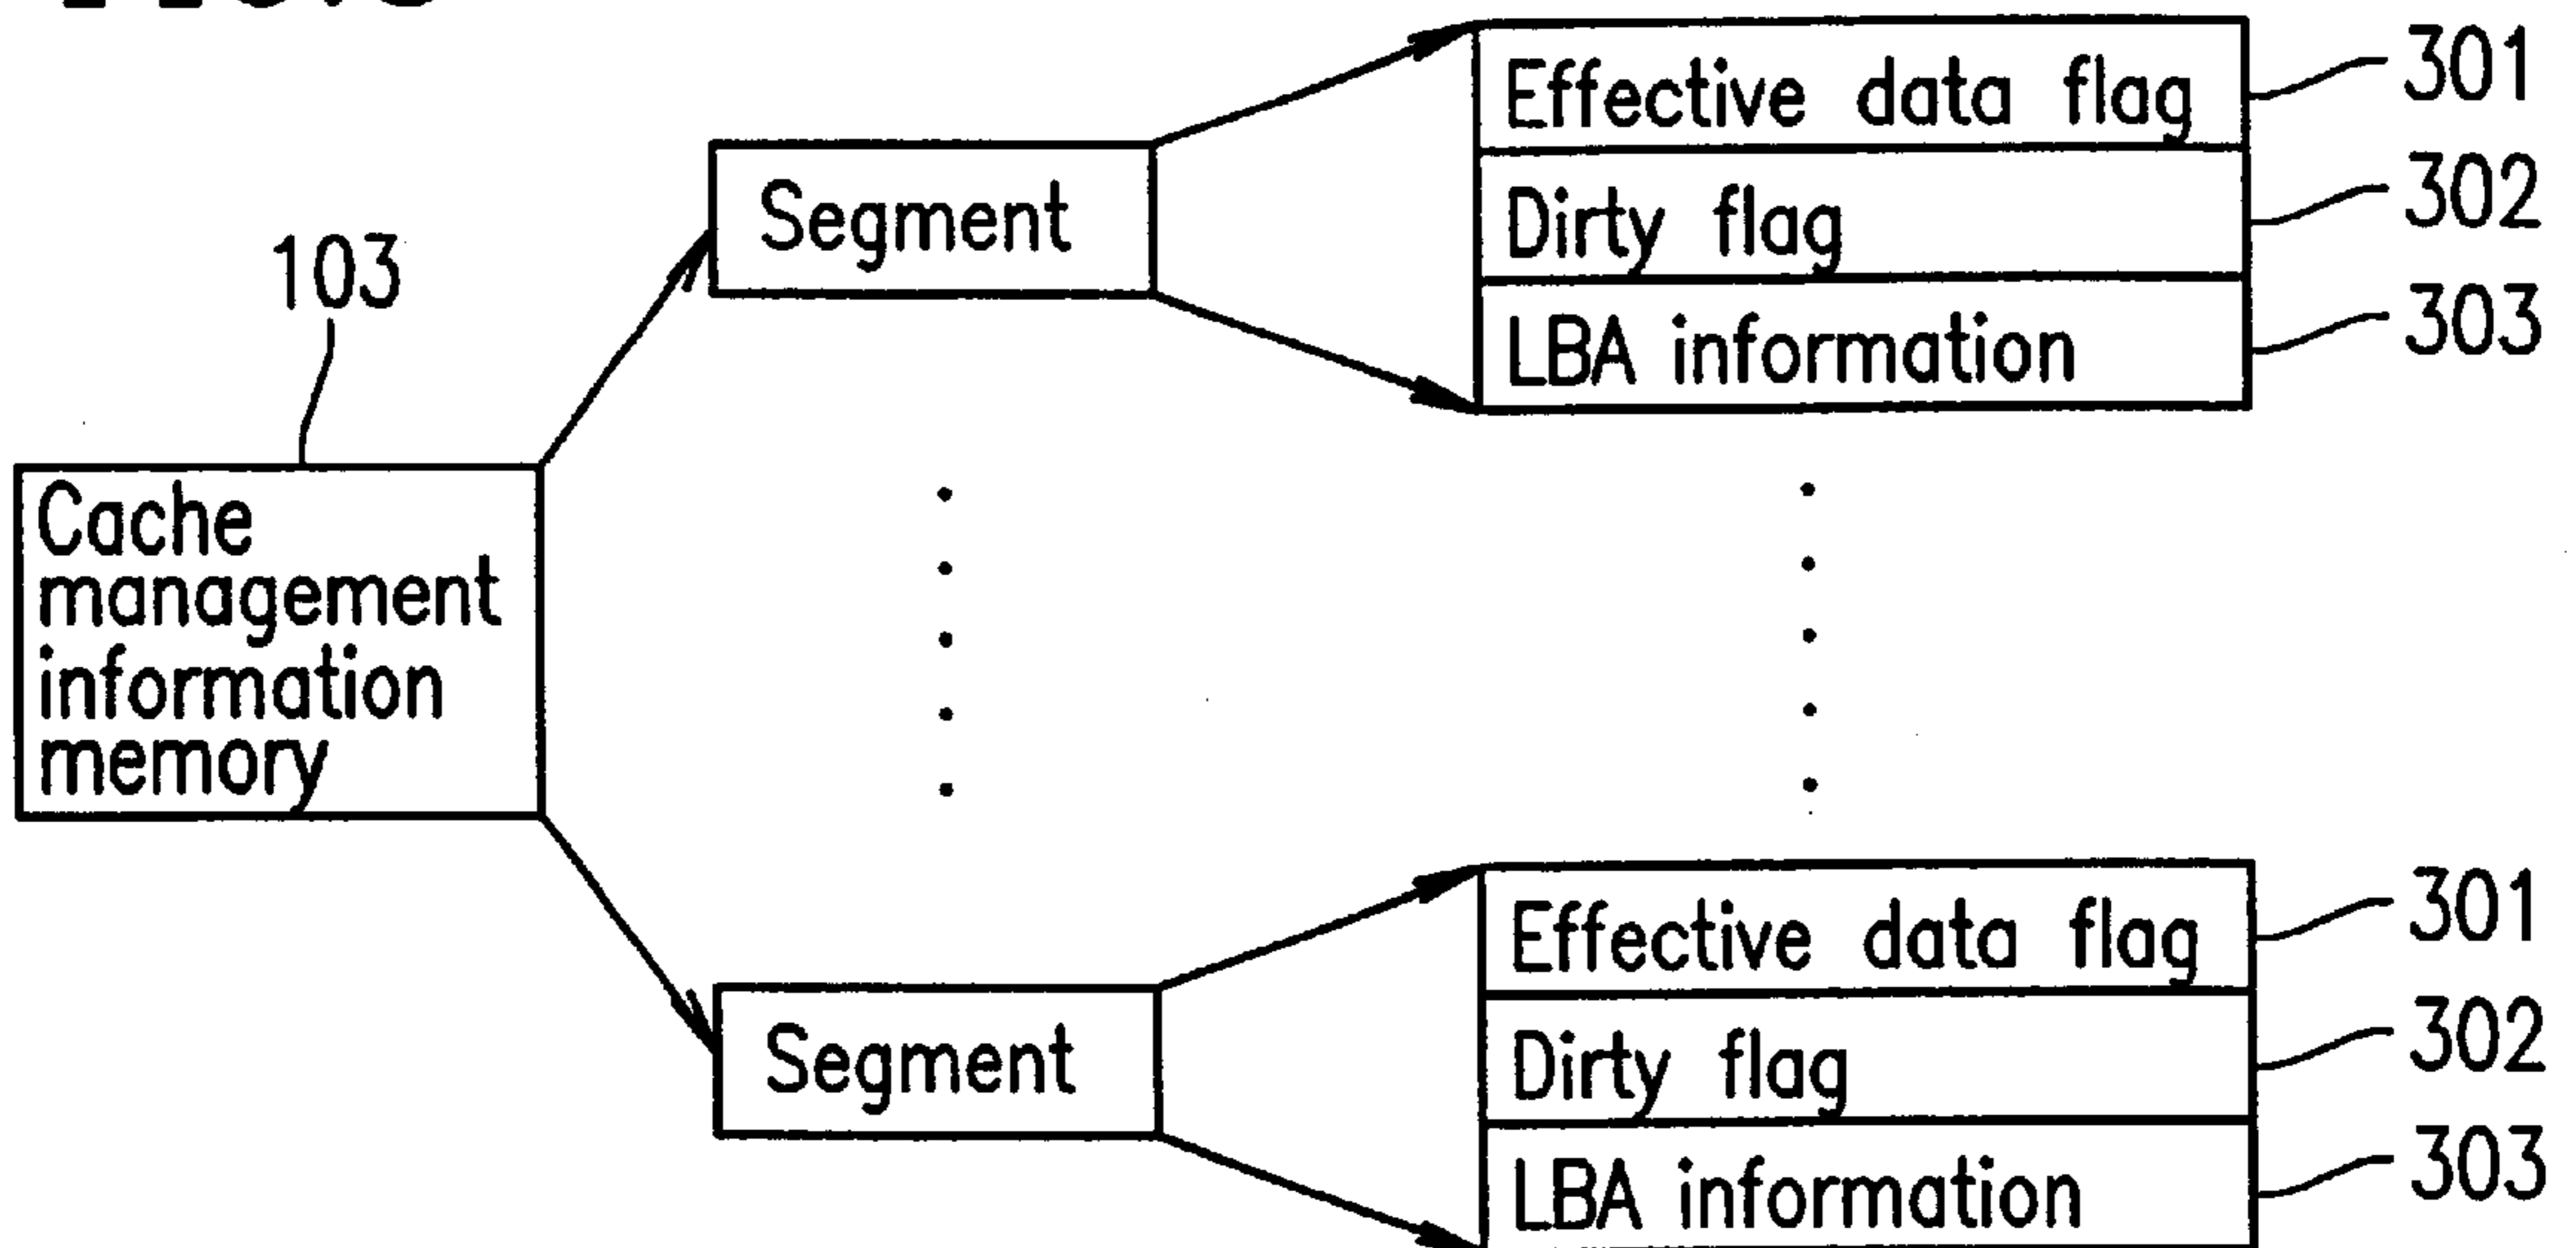 Effective data flag 301
Segment
Dirty flag 302
103
LBA information 303
Cache
management
information
memory
Effective data flag 301
Segment
Dirty flag 302
LBA information 303